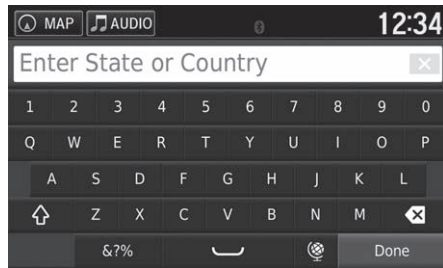 MAP AUDIO 12:34
Enter State or Country
1 2 3 4 5 6 7 8 9 0
Q W E R T Y U I O P
A S D F G H J K L
Z X C V B N M
&?% Done